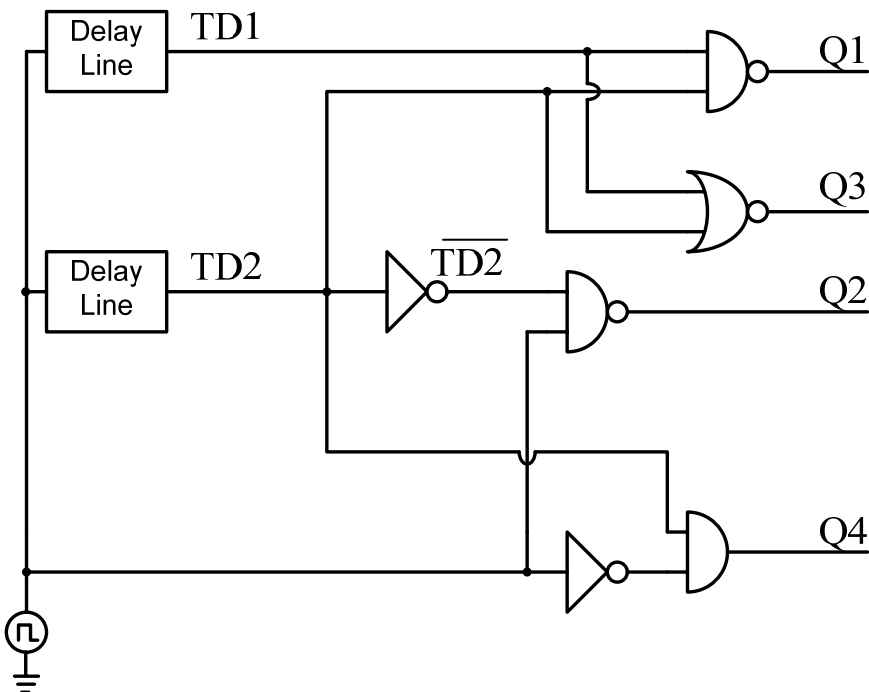 Delay
Line
TD1
Q1
Q3
Delay
Line
TD2
TD2
Q2
Q4